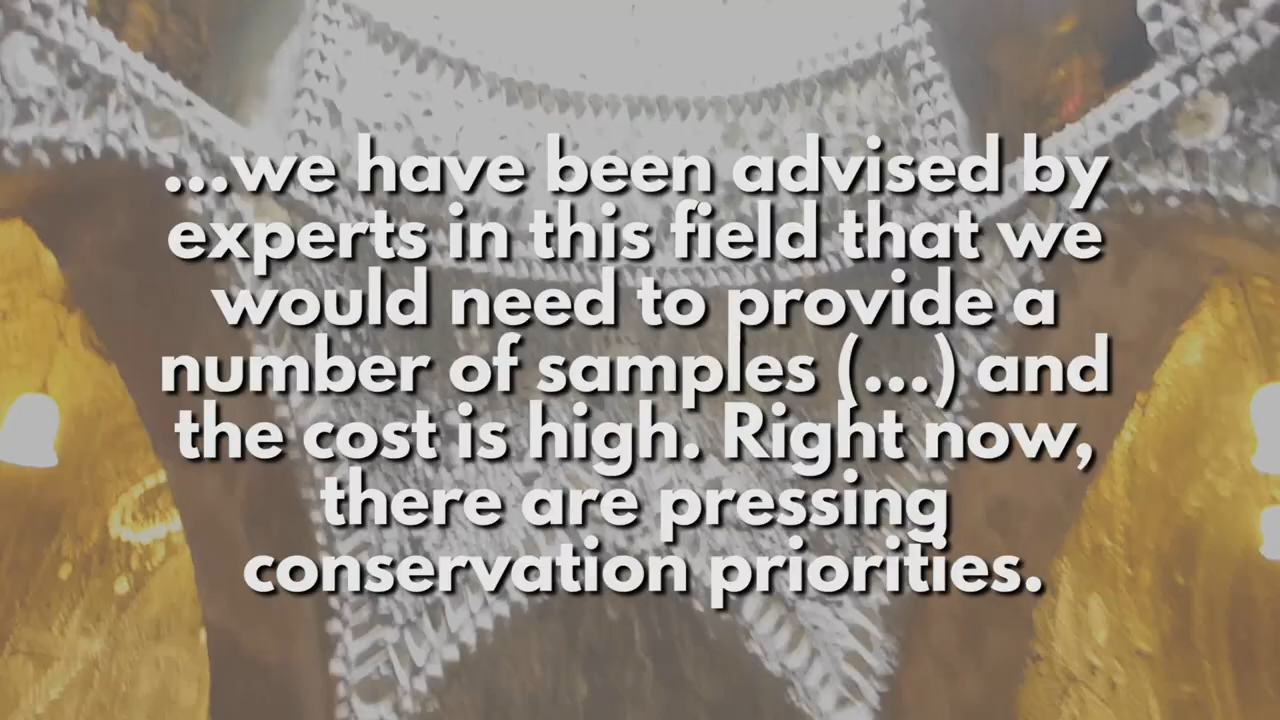 ...we have been advised by
experts in this field that we
would need to provide a
number of samples (...) and
the cost is high. Right now,
there are pressing
conservation priorities.